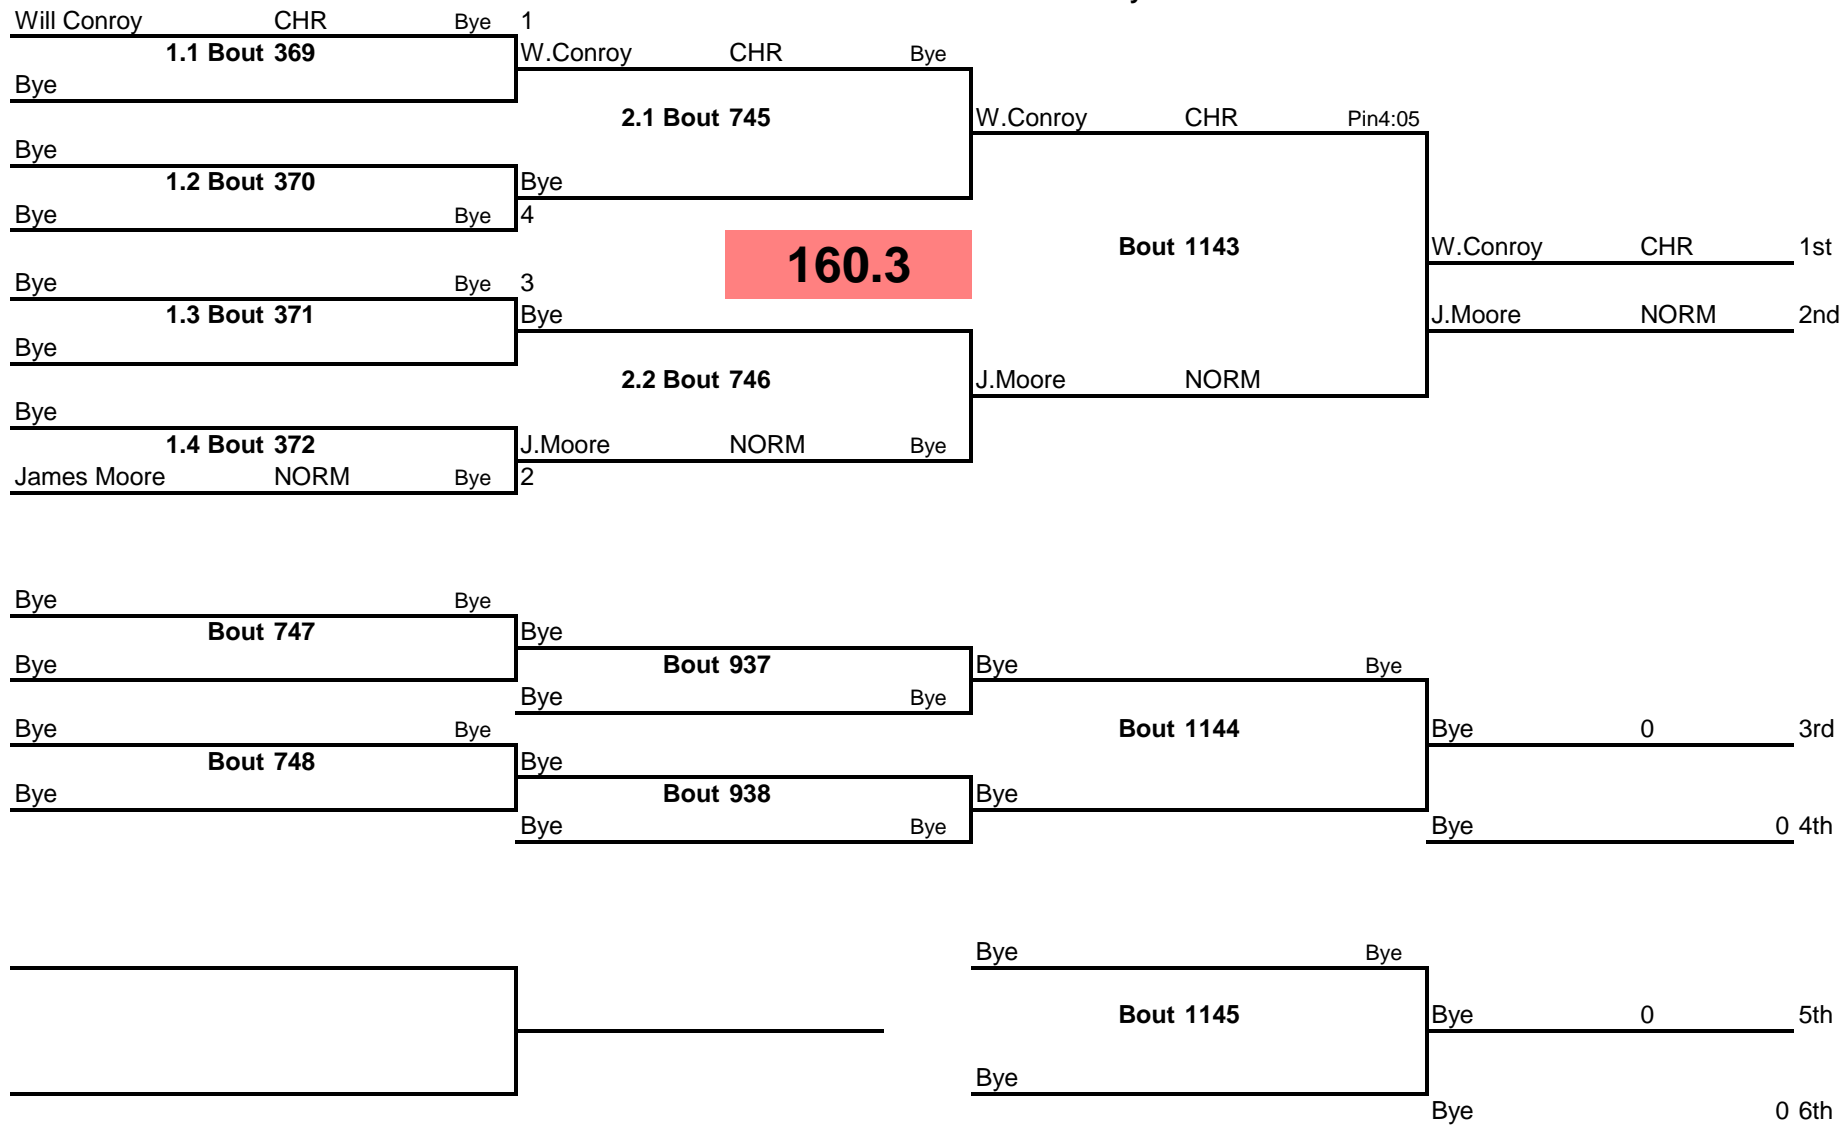 Will Conroy CHR Bye 1
1.1 Bout 369 W.Conroy CHR Bye
Bye
2.1 Bout 745 W.Conroy CHR Pin4:05
Bye
1.2 Bout 370 Bye
Bye Bye 4
160.3 Bout 1143 W.Conroy CHR 1st
Bye Bye 3
1.3 Bout 371 Bye J.Moore NORM 2nd
Bye
2.2 Bout 746 J.Moore NORM
Bye
1.4 Bout 372 J.Moore NORM Bye
James Moore NORM Bye 2
Bye Bye
Bout 747 Bye
Bye Bout 937 Bye Bye
Bye Bye
Bye Bye Bout 1144 Bye 0 3rd
Bout 748 Bye
Bye Bout 938 Bye
Bye Bye Bye 0 4th
Bye Bye
Bout 1145 Bye 0 5th
Bye
Bye 0 6th